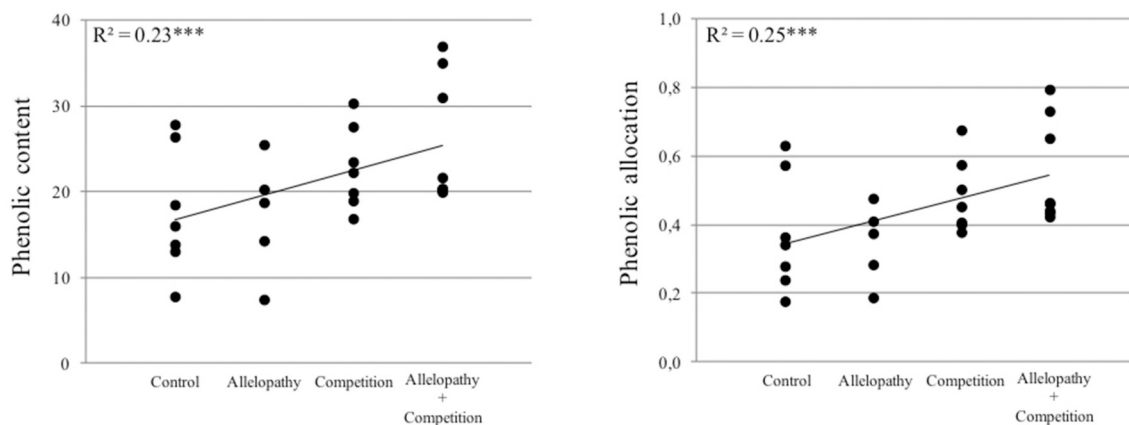 R² = 0.23***
Phenolic content
40
30
20
10
0
Control
Allelopathy
Competition
Allelopathy
+
Competition
R² = 0.25***
Phenolic allocation
1,0
0,8
0,6
0,4
0,2
0,0
Control
Allelopathy
Competition
Allelopathy
+
Competition